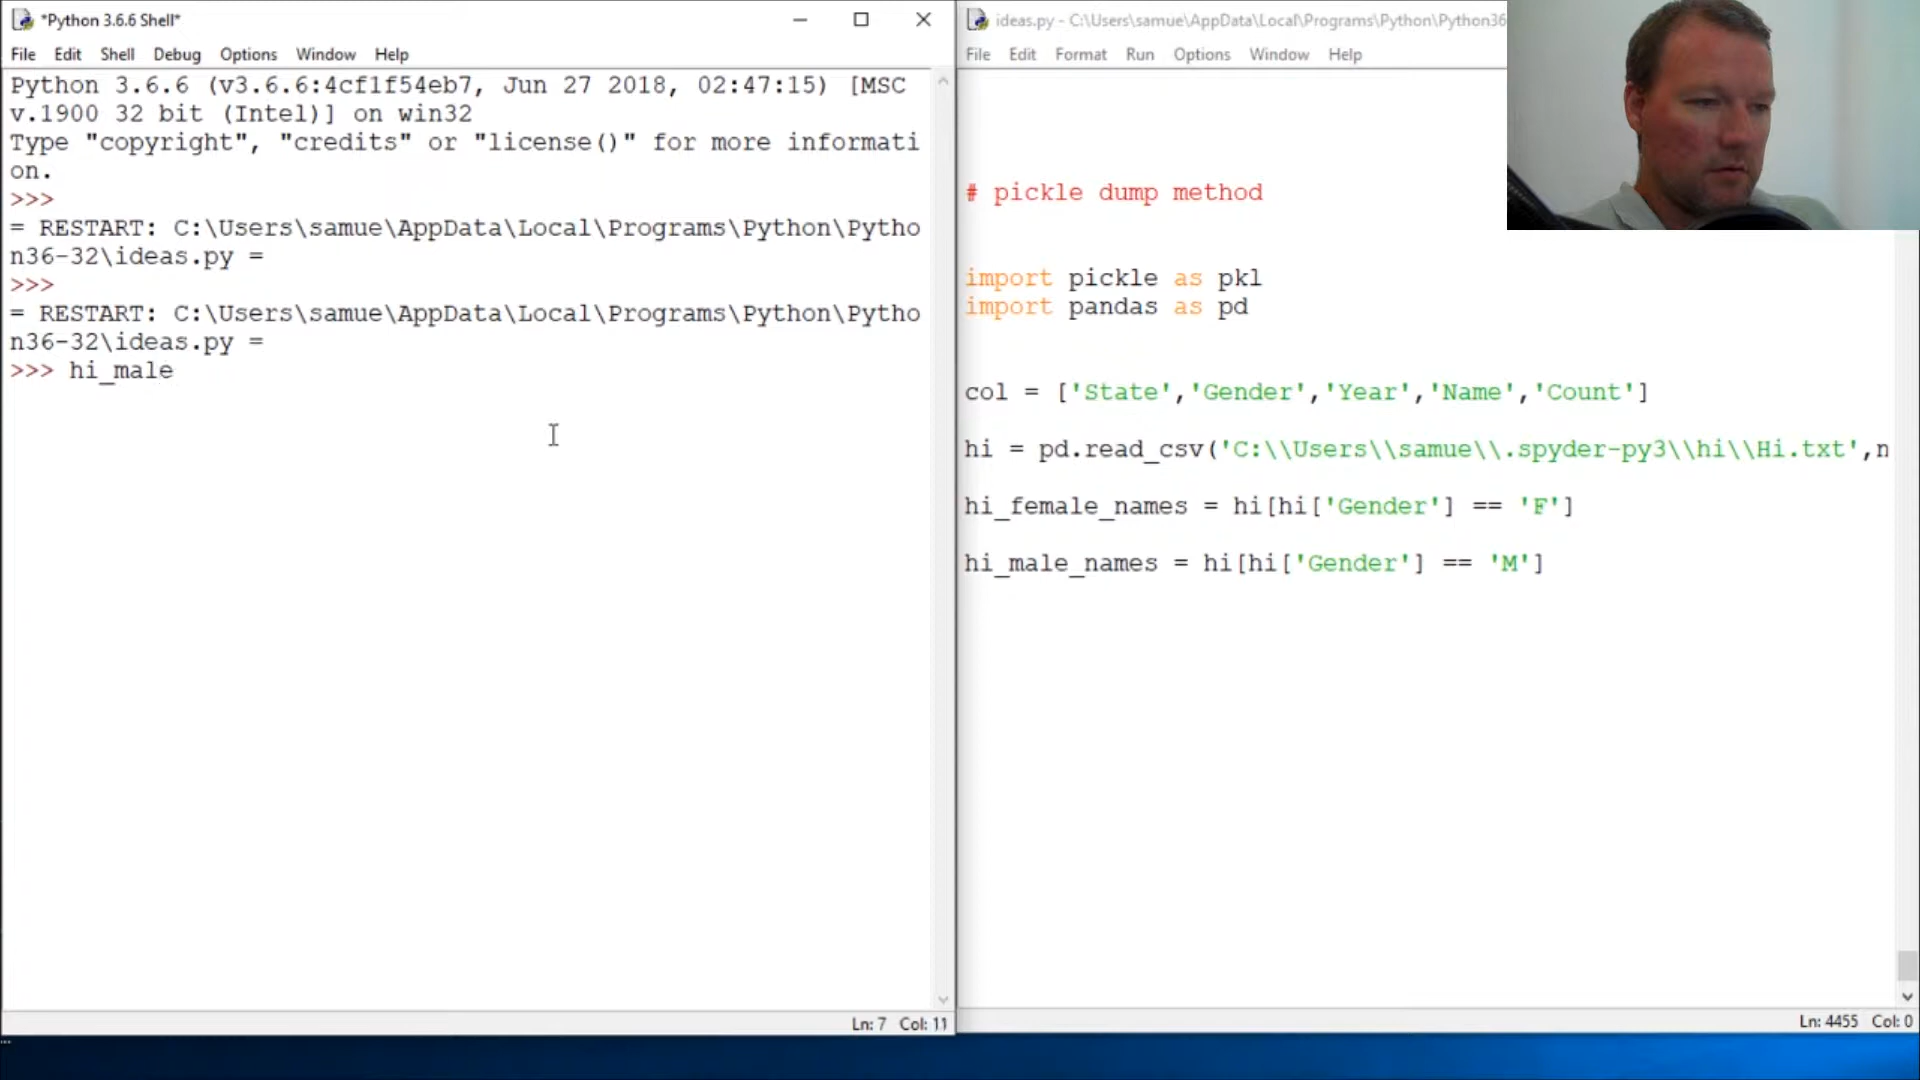 *Python 3.6.6 Shell*
File Edit Shell Debug Options Window Help
Python 3.6.6 (v3.6.6:4cf1f54eb7, Jun 27 2018, 02:47:15) [MSC
v.1900 32 bit (Intel)] on win32
Type "copyright", "credits" or "license()" for more informati
on.
>>>
= RESTART: C:\Users\samue\AppData\Local\Programs\Python\Pytho
n36-32\ideas.py =
>>>
= RESTART: C:\Users\samue\AppData\Local\Programs\Python\Pytho
n36-32\ideas.py =
>>> hi_male
Ln: 7 Col: 11
ideas.py - C:\Users\samue\AppData\Local\Programs\Python\Python36
File Edit Format Run Options Window Help
# pickle dump method
import pickle as pkl
import pandas as pd
col = ['State','Gender','Year','Name','Count']
hi = pd.read_csv('C:\\Users\\samue\\.spyder-py3\\hi\\Hi.txt',n
hi_female_names = hi[hi['Gender'] == 'F']
hi_male_names = hi[hi['Gender'] == 'M']
Ln: 4455 Col: 0